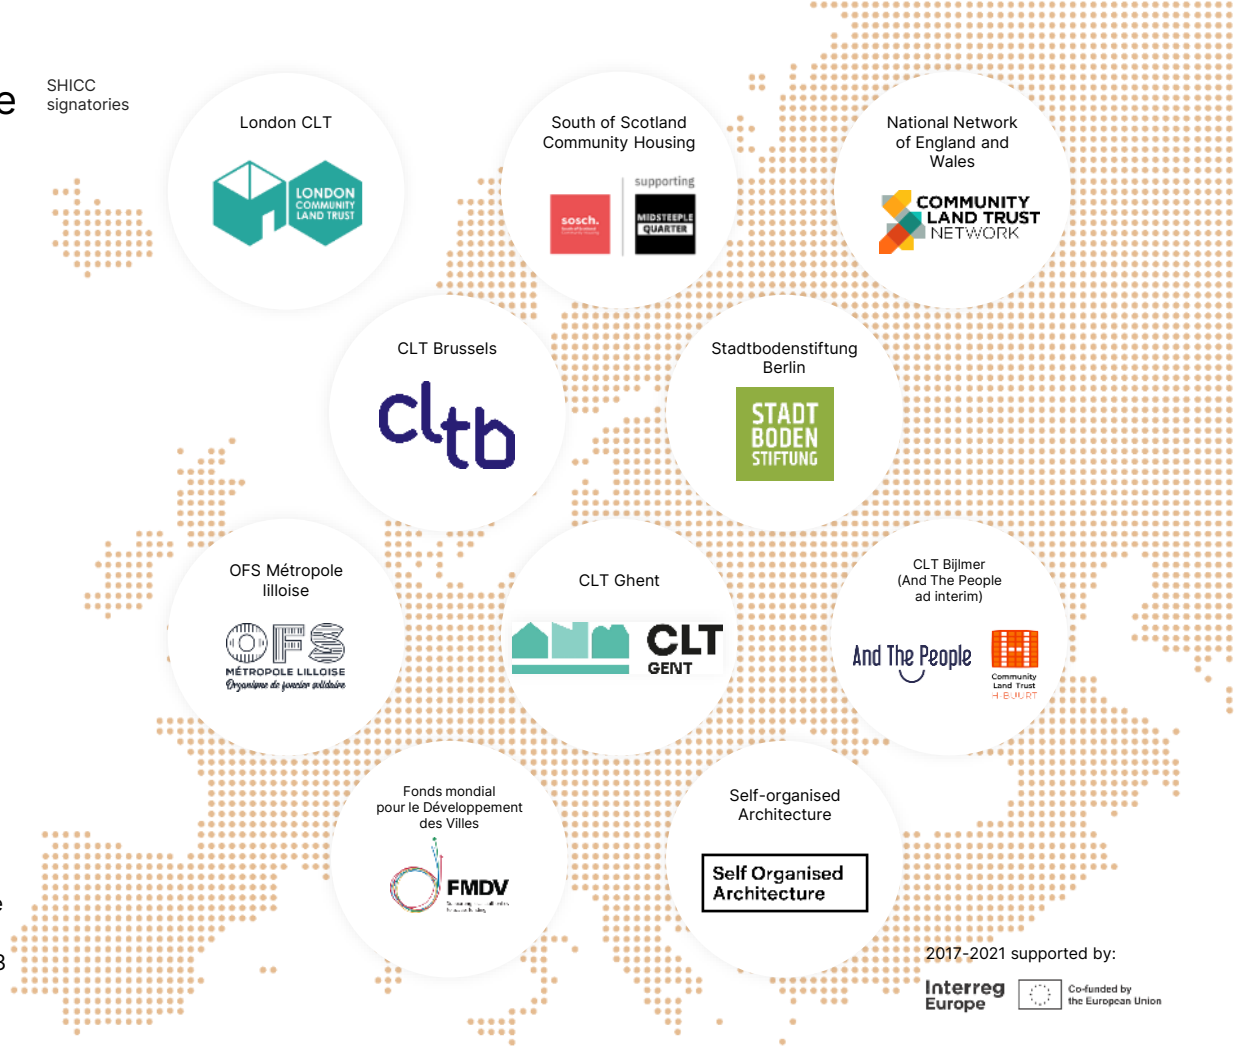 e
SHICC
signatories
London CLT
LONDON
COMMUNITY
LAND TRUST
South of Scotland
Community Housing
supporting
sosch.
MIDSTEEPLE
QUARTER
National Network
of England and
Wales
COMMUNITY
LAND TRUST
NETWORK
CLT Brussels
cltb
Stadtbodenstiftung
Berlin
STADT
BODEN
STIFTUNG
OFS Métropole
lilloise
OFS
MÉTROPOLE LILLOISE
Organisme de foncier solidaire
CLT Ghent
CLT
GENT
CLT Bijlmer
(And The People
ad interim)
And The People
Community
Land Trust
H-BUURT
Fonds mondial
pour le Développement
des Villes
FMDV
Self-organised
Architecture
Self Organised
Architecture
e
3
2017-2021 supported by:
Interreg
Europe
Co-funded by
the European Union